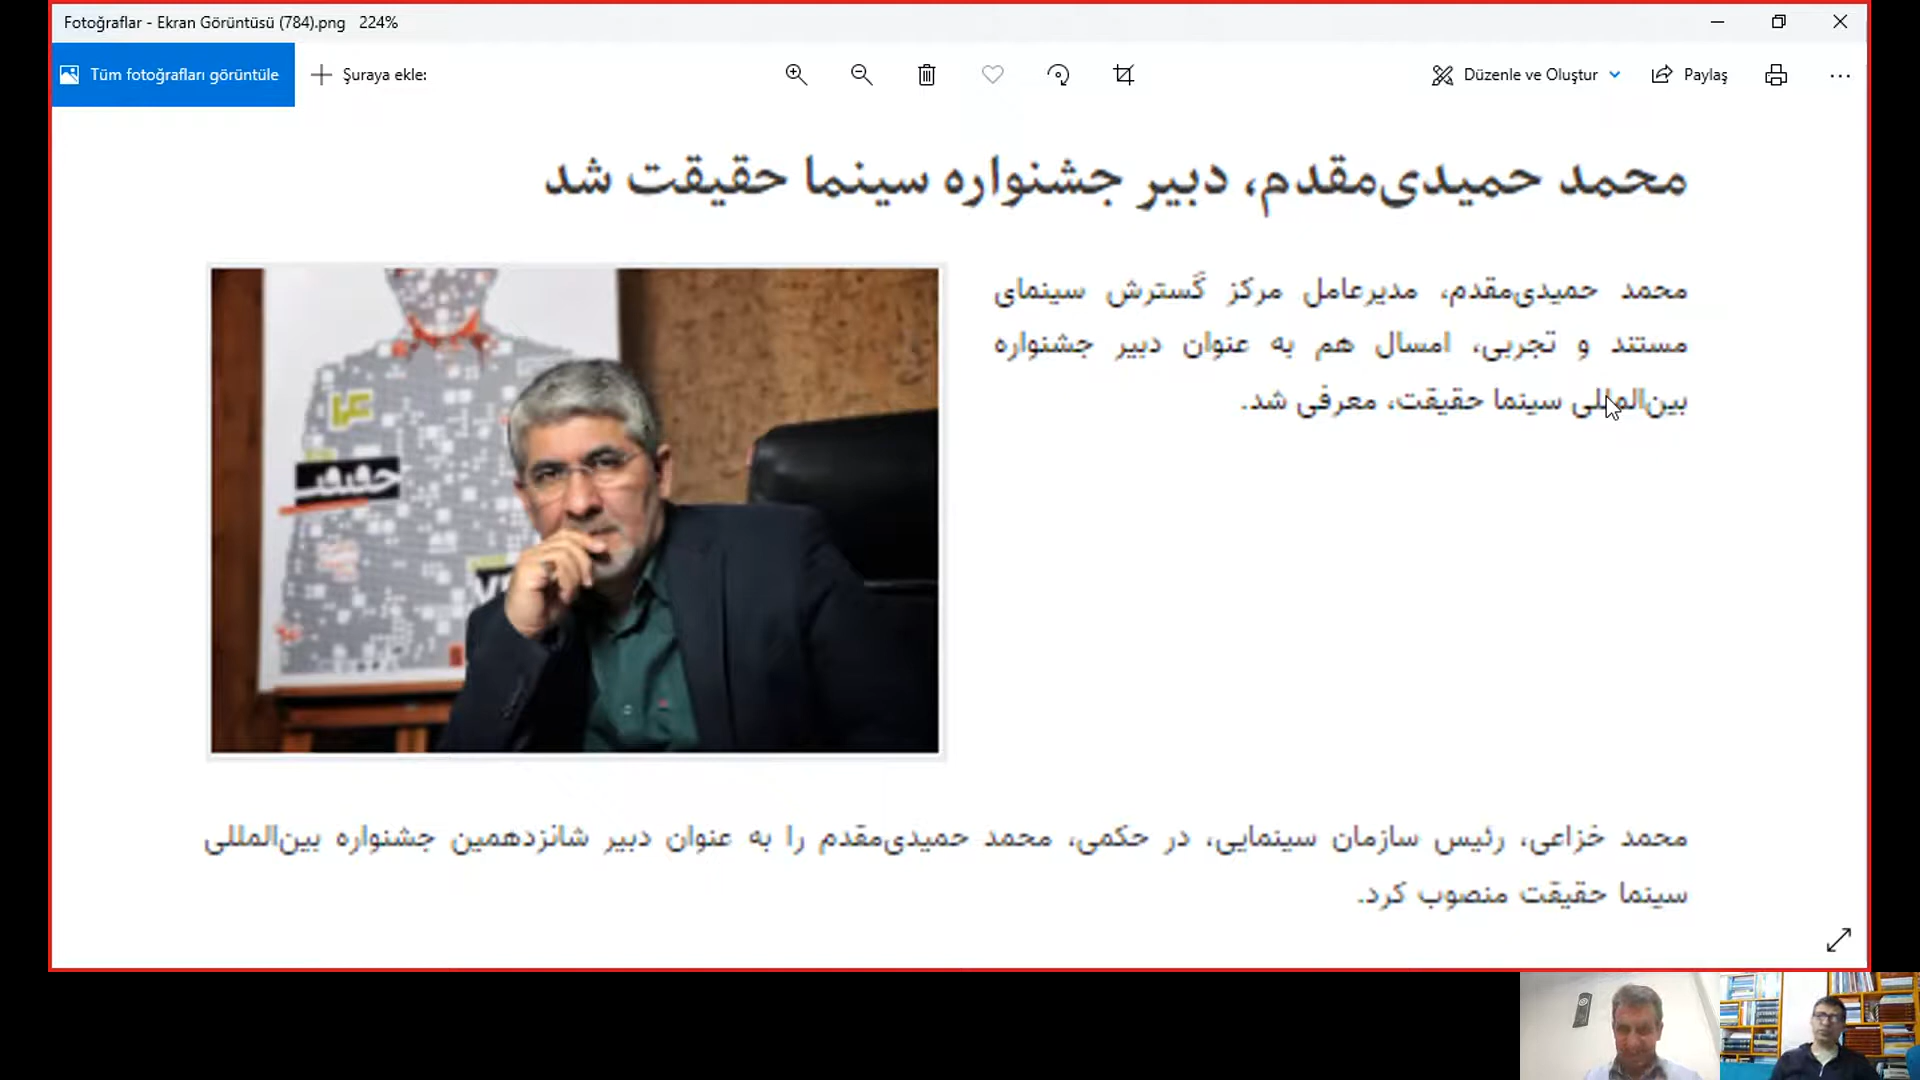 Fotoğraflar - Ekran Görüntüsü (784).png 224%
Tüm fotoğrafları görüntüle
Şuraya ekle:
Düzenle ve Oluştur
Paylaş
محمد حمیدی‌مقدم، دبیر جشنواره سینما حقیقت شد
محمد حمیدی‌مقدم، مدیرعامل مرکز گسترش سینمای
مستند و تجربی، امسال هم به عنوان دبیر جشنواره
بین‌المللی سینما حقیقت، معرفی شد.
حقیقت
محمد خزاعی، رئیس سازمان سینمایی، در حکمی، محمد حمیدی‌مقدم را به عنوان دبیر شانزدهمین جشنواره بین‌المللی
سینما حقیقت منصوب کرد.